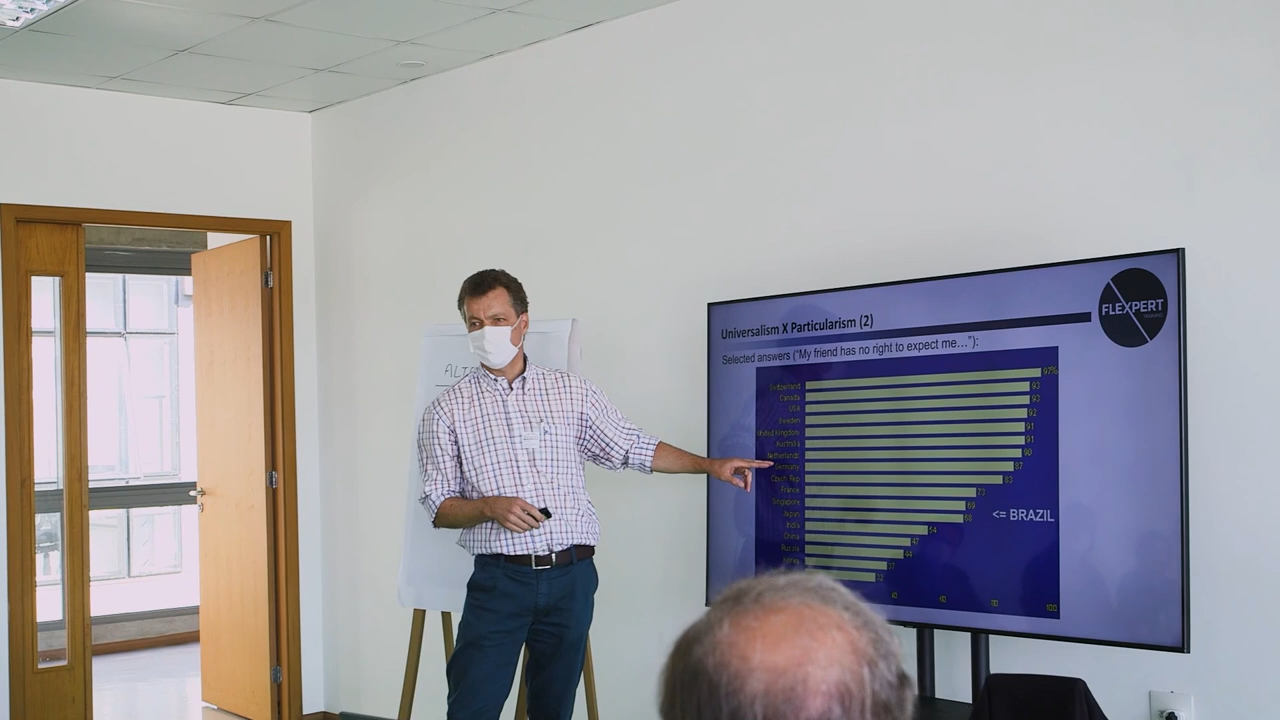 ALT
FLEXPERT
Universalism X Particularism (2)
Selected answers ("My friend has no right to expect me..."):
Switzerland 97%
Canada 93
USA 93
Sweden 92
United Kingdom 91
Australia 91
Netherlands 90
Germany 87
Czech Rep 83
France 73
Singapore 69
Japan 68
<= BRAZIL
India 54
China 47
Russia 44
37
100